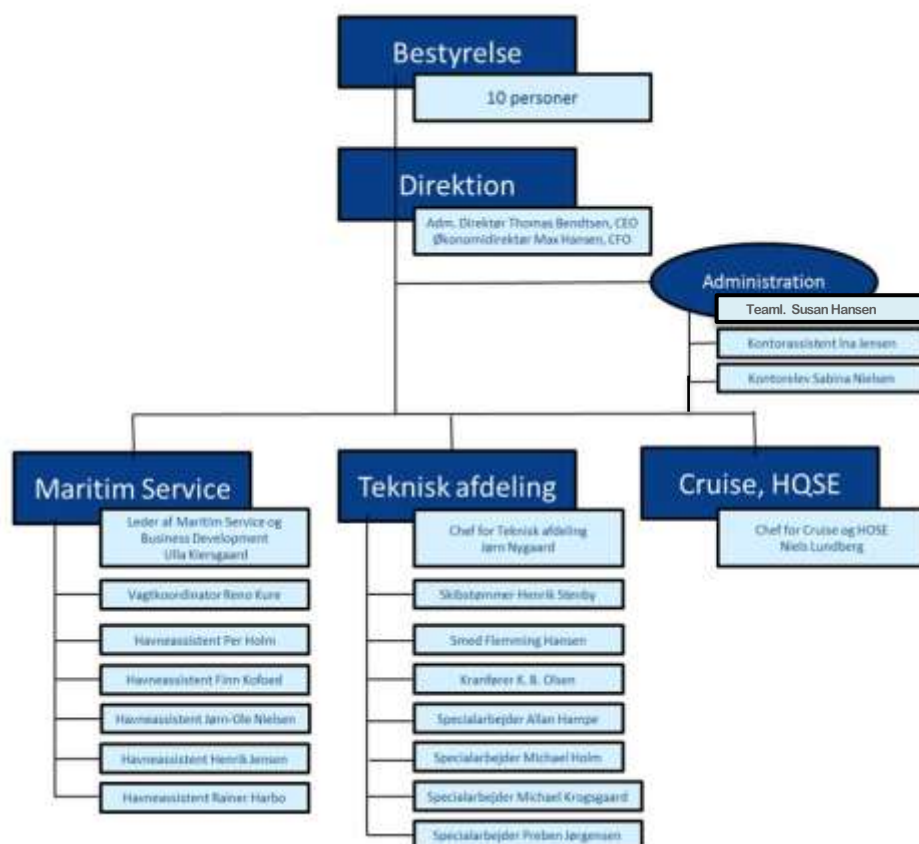 Bestyrelse
10 personer
Direktion
Adm. Direktør Thomas Bendtsen, CEO
Økonomidirektør Max Hansen, CFO
Administration
Teaml. Susan Hansen
Kontorassistent Ina Jensen
Kontorelev Sabina Nielsen
Maritim Service
Leder af Maritim Service og
Business Development
Ulla
Vagtkoordinator Reno Kure
Havneassistent Per Holm
Havneassistent Finn Kofoed
Havneassistent Jørn-Ole Nielsen
Havneassistent Henrik Jensen
Havneassistent Rainer Harbo
Teknisk afdeling
Chef for Teknisk afdeling
Jørn Nygaard
Skibstømmer Henrik Stenby
Smed Flemming Hansen
Kranfører K. B. Olsen
Specialarbejder Allan Hampe
Specialarbejder Michael Holm
Specialarbejder Michael Krogsgaard
Specialarbejder Preben Jørgensen
Cruise, HQSE
Chef for Cruise og HQSE
Niels Lundberg